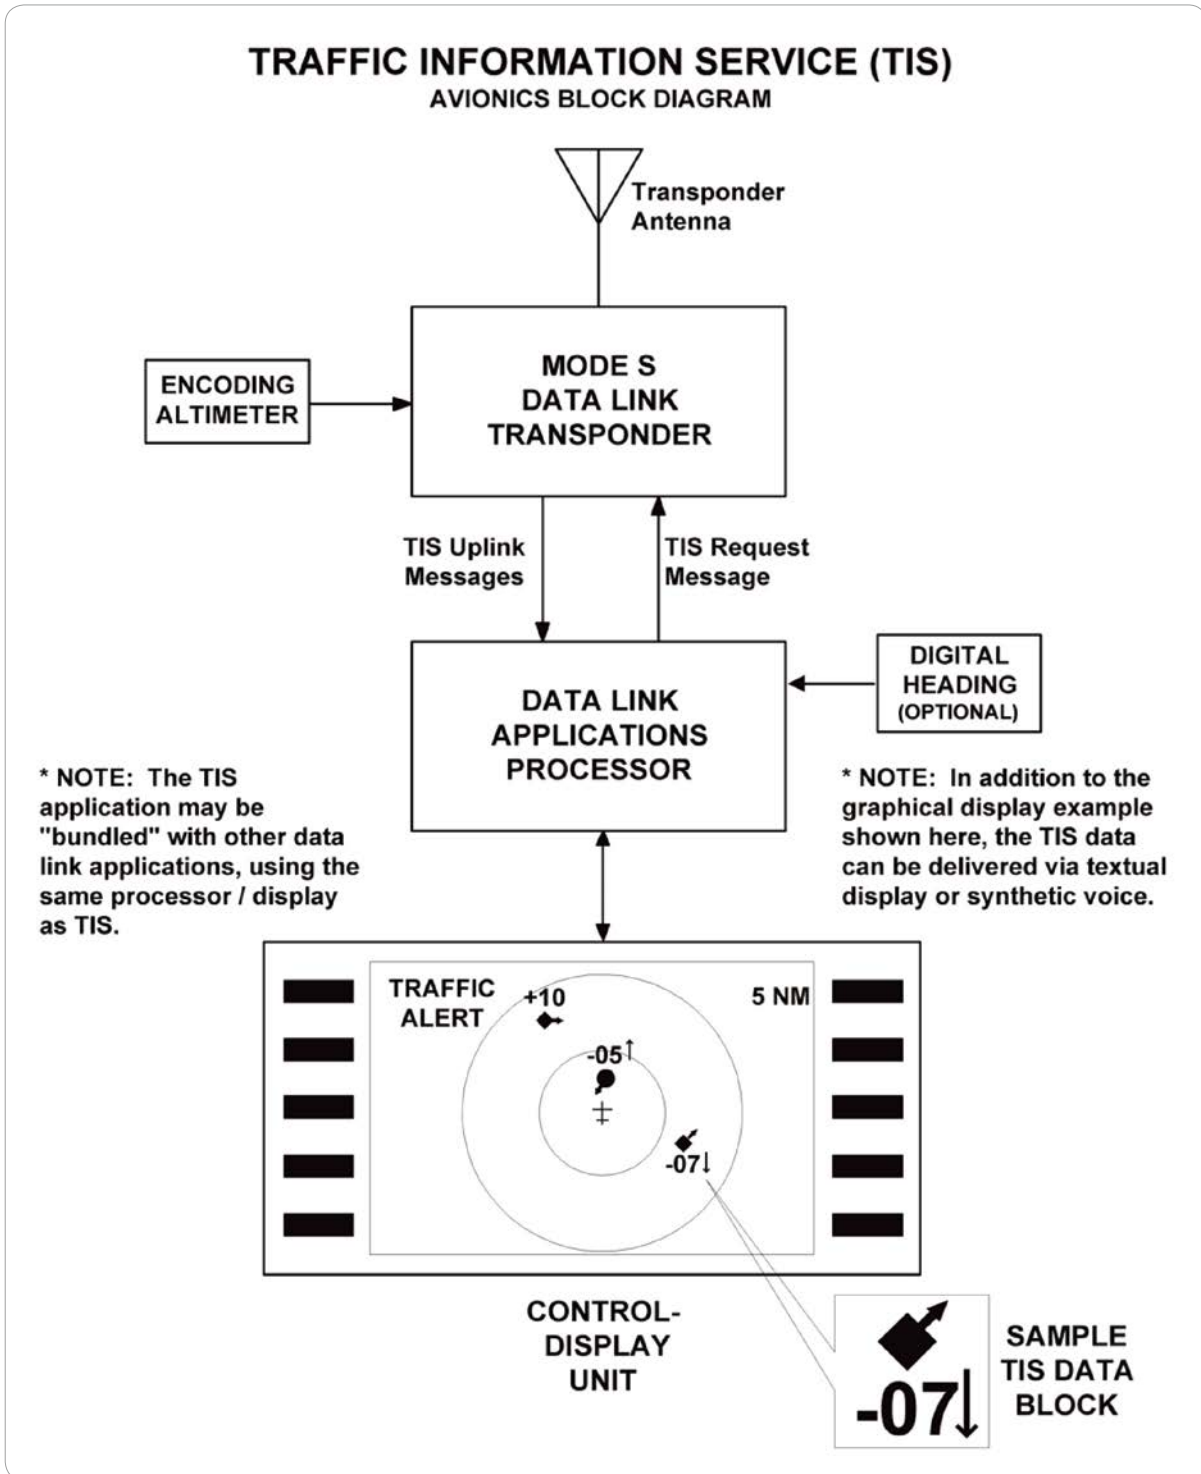 TRAFFIC INFORMATION SERVICE (TIS)
AVIONICS BLOCK DIAGRAM
Transponder
Antenna
MODE S
DATA LINK
TRANSPONDER
ENCODING
ALTIMETER
TIS Uplink
Messages
TIS Request
Message
DIGITAL
HEADING
(OPTIONAL)
DATA LINK
APPLICATIONS
PROCESSOR
* NOTE: The TIS
application may be
"bundled" with other data
link applications, using the
same processor / display
as TIS.
* NOTE: In addition to the
graphical display example
shown here, the TIS data
can be delivered via textual
display or synthetic voice.
TRAFFIC
ALERT
+10
5 NM
-05↑
-07↓
CONTROL-
DISPLAY
UNIT
-07↓
SAMPLE
TIS DATA
BLOCK